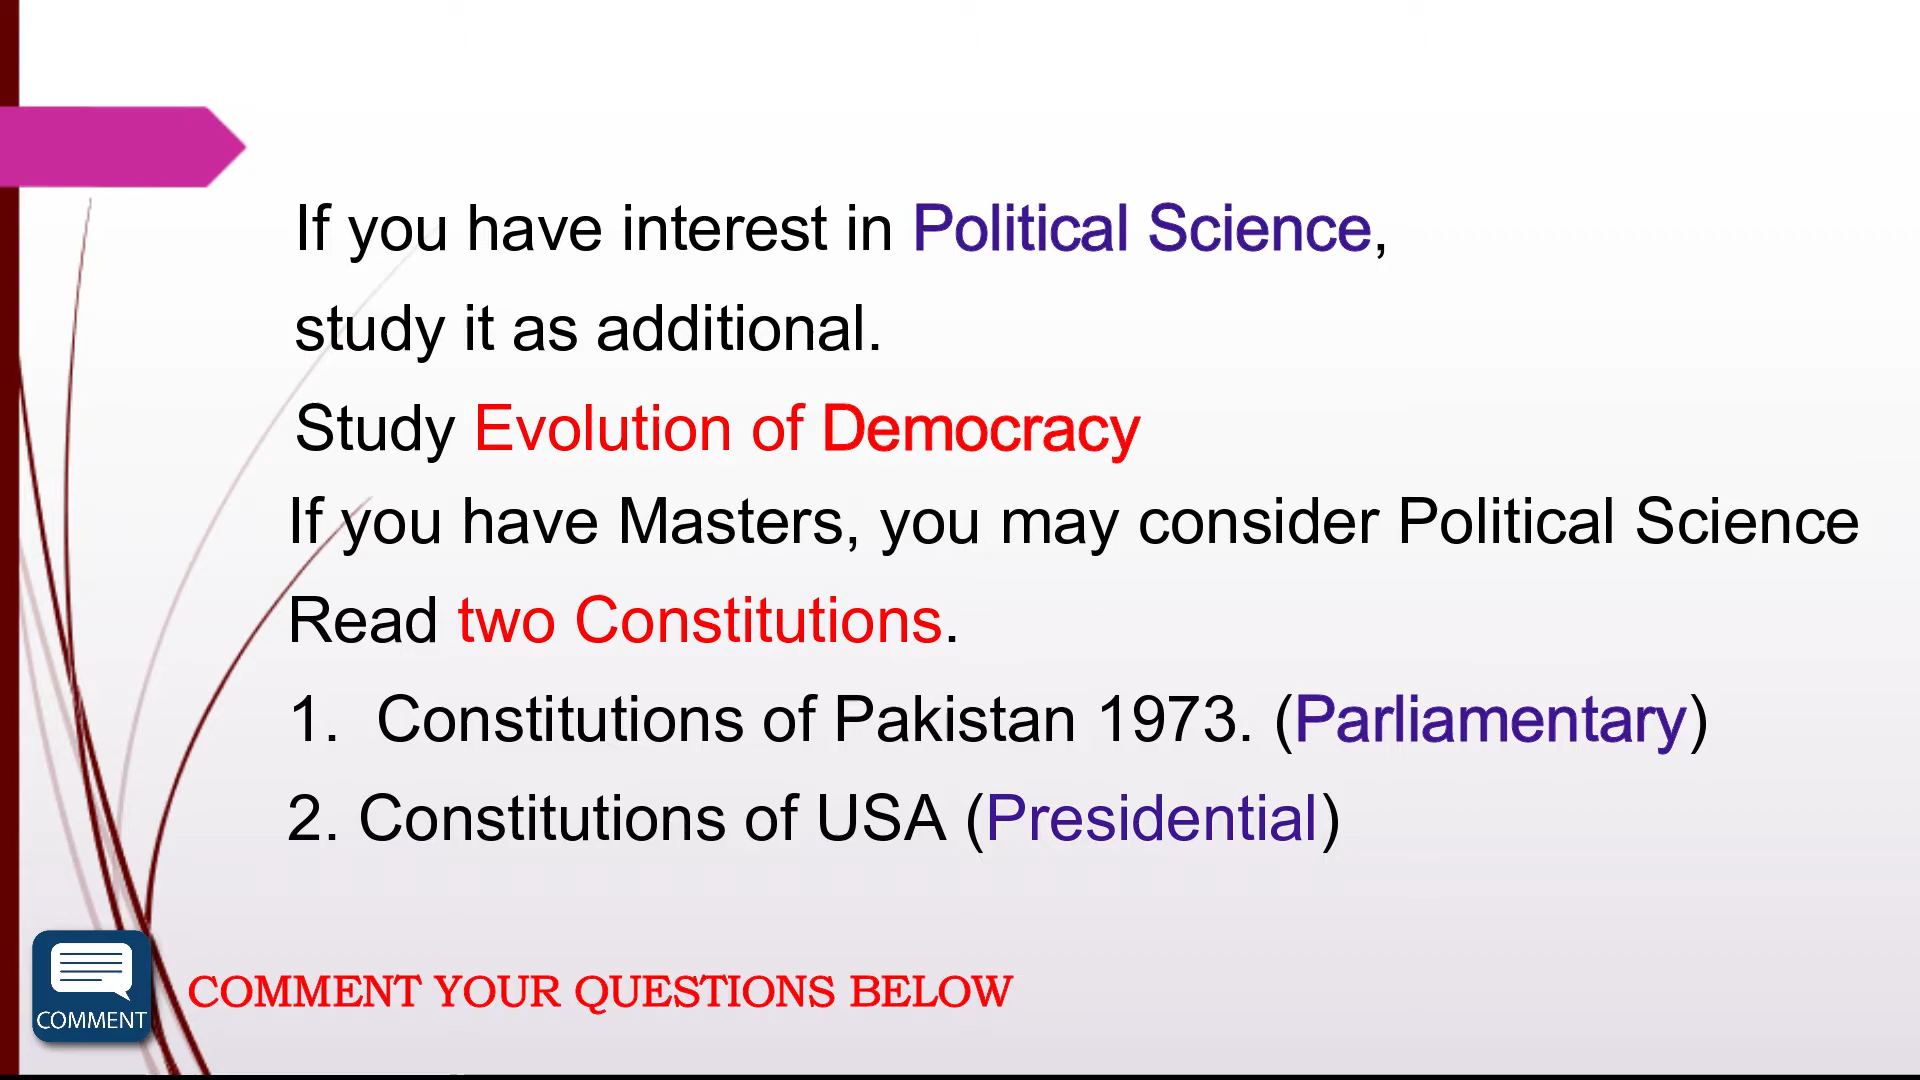 If you have interest in Political Science,
study it as additional.
Study Evolution of Democracy
If you have Masters, you may consider Political Science
Read two Constitutions.
1. Constitutions of Pakistan 1973. (Parliamentary)
2. Constitutions of USA (Presidential)
COMMENT
COMMENT YOUR QUESTIONS BELOW